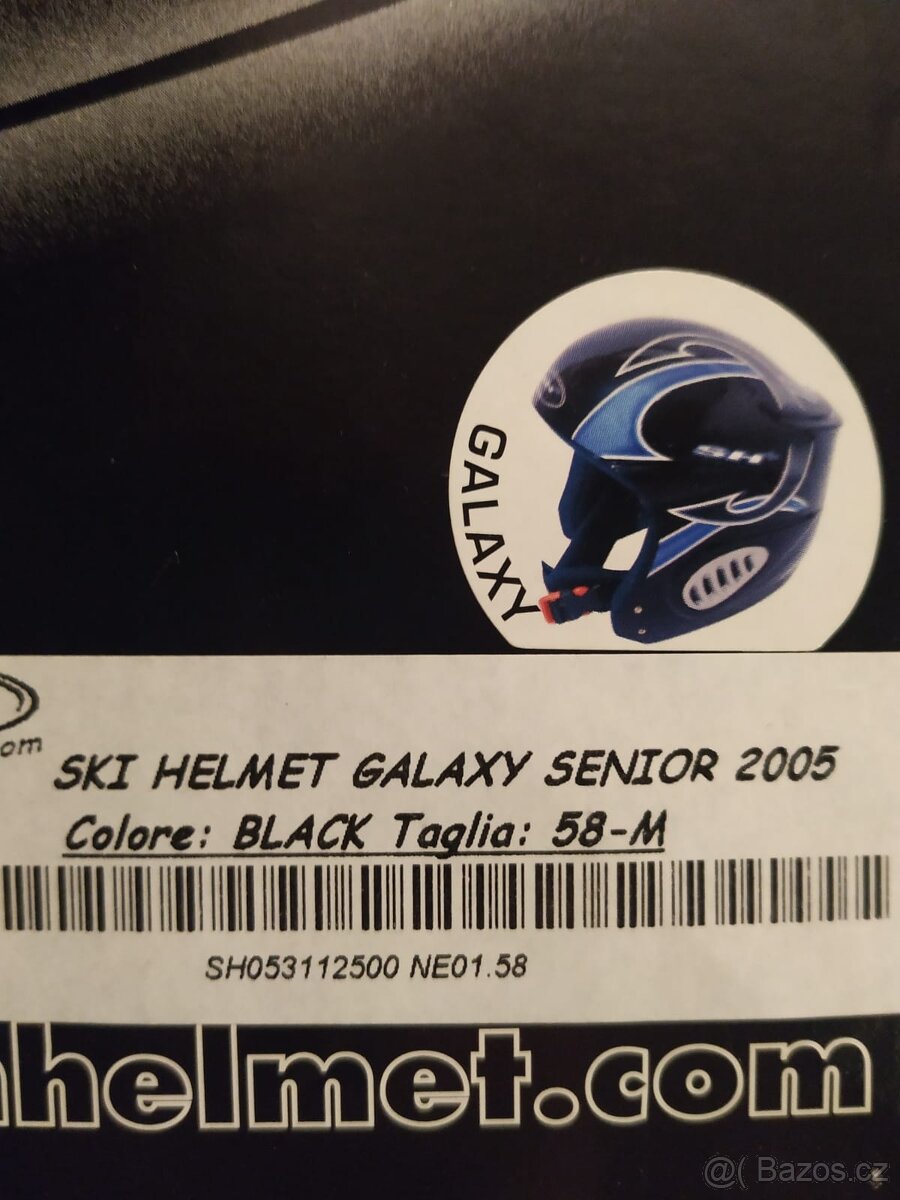 GALAXY
SH
om
SKI HELMET GALAXY SENIOR 2005
Colore: BLACK Taglia: 58-M
SH053112500 NE01.58
helmet.com
@( Bazos.cz